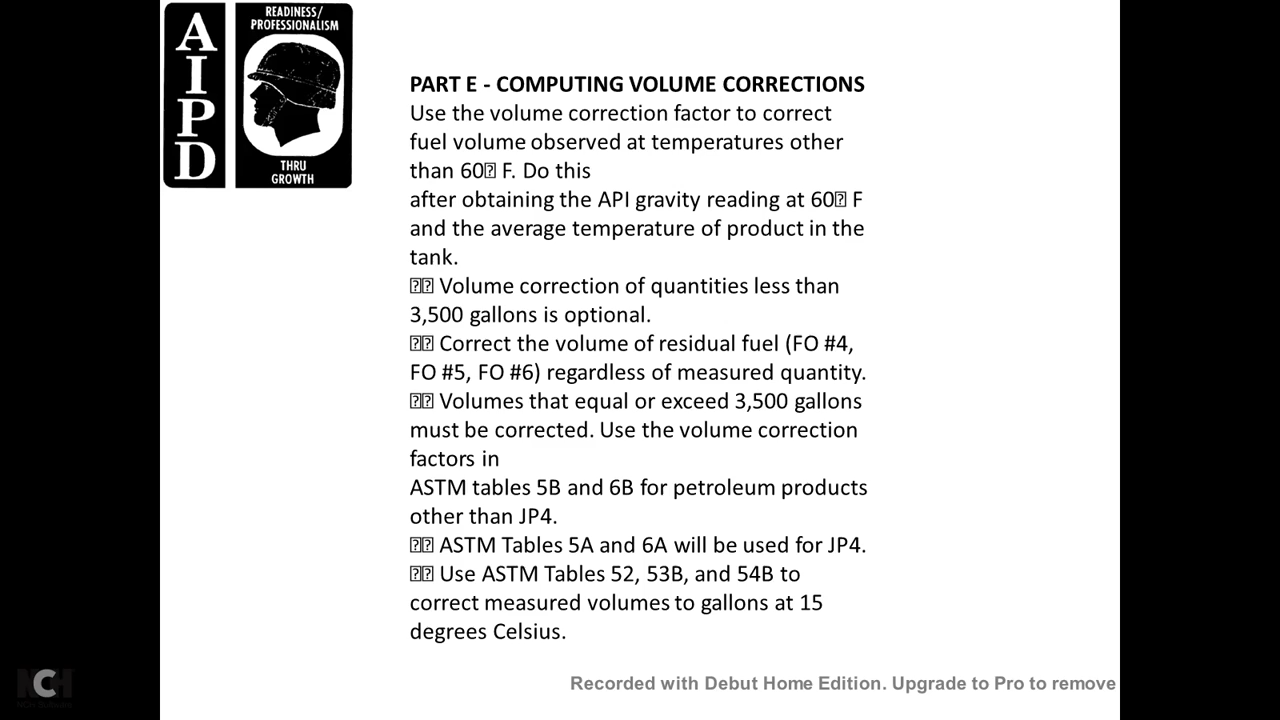 AIPD
READINESS/
PROFESSIONALISM
THRU
GROWTH
PART E - COMPUTING VOLUME CORRECTIONS
Use the volume correction factor to correct
fuel volume observed at temperatures other
than 60⍰ F. Do this
after obtaining the API gravity reading at 60⍰ F
and the average temperature of product in the
tank.
⍰⍰ Volume correction of quantities less than
3,500 gallons is optional.
⍰⍰ Correct the volume of residual fuel (FO #4,
FO #5, FO #6) regardless of measured quantity.
⍰⍰ Volumes that equal or exceed 3,500 gallons
must be corrected. Use the volume correction
factors in
ASTM tables 5B and 6B for petroleum products
other than JP4.
⍰⍰ ASTM Tables 5A and 6A will be used for JP4.
⍰⍰ Use ASTM Tables 52, 53B, and 54B to
correct measured volumes to gallons at 15
degrees Celsius.
NCH
Recorded with Debut Home Edition. Upgrade to Pro to remove